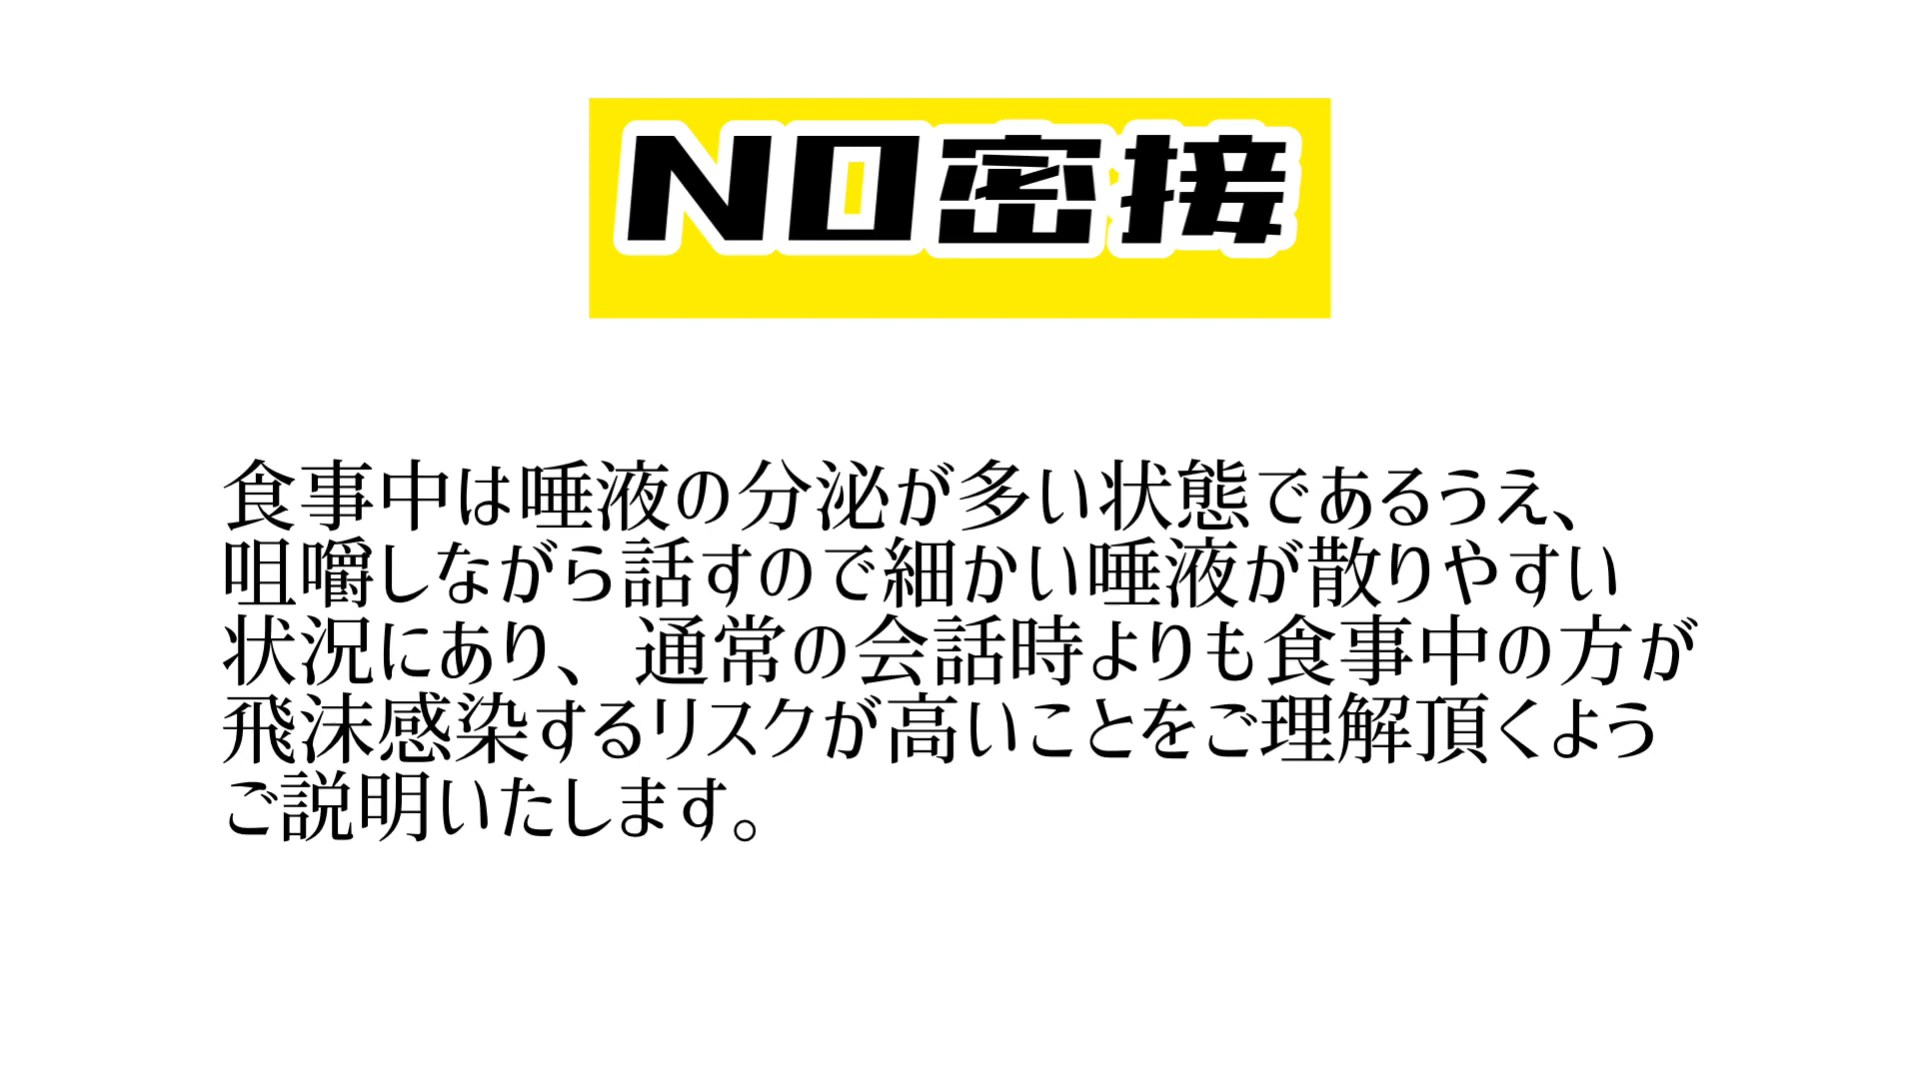 NO密接
食事中は唾液の分泌が多い状態であるうえ、
咀嚼しながら話すので細かい唾液が散りやすい
状況にあり、通常の会話時よりも食事中の方が
飛沫感染するリスクが高いことをご理解頂くよう
ご説明いたします。